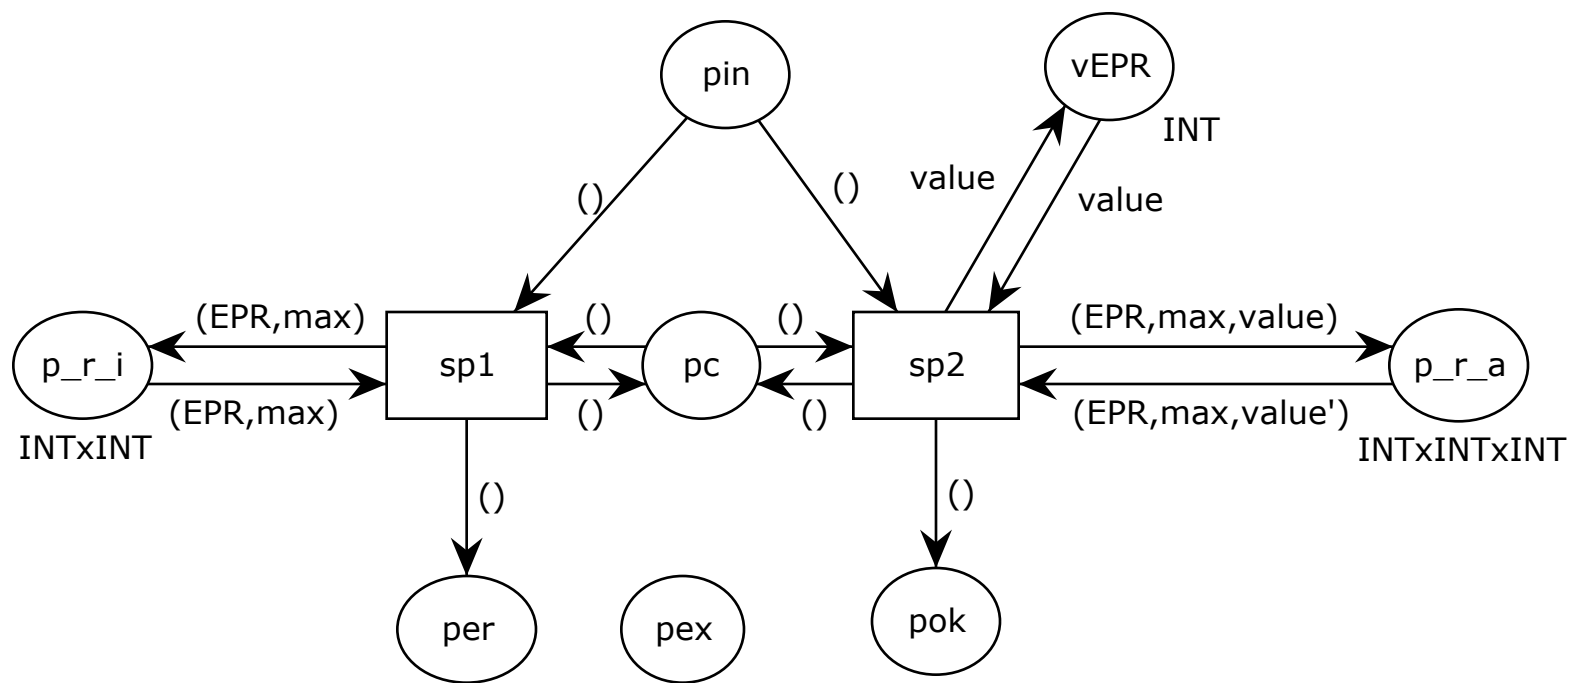 pin
vEPR
INT
()
()
value
value
(EPR,max)
()
()
(EPR,max,value)
p_r_i
sp1
pc
sp2
p_r_a
(EPR,max)
()
()
(EPR,max,value')
INTxINT
INTxINTxINT
()
()
per
pex
pok